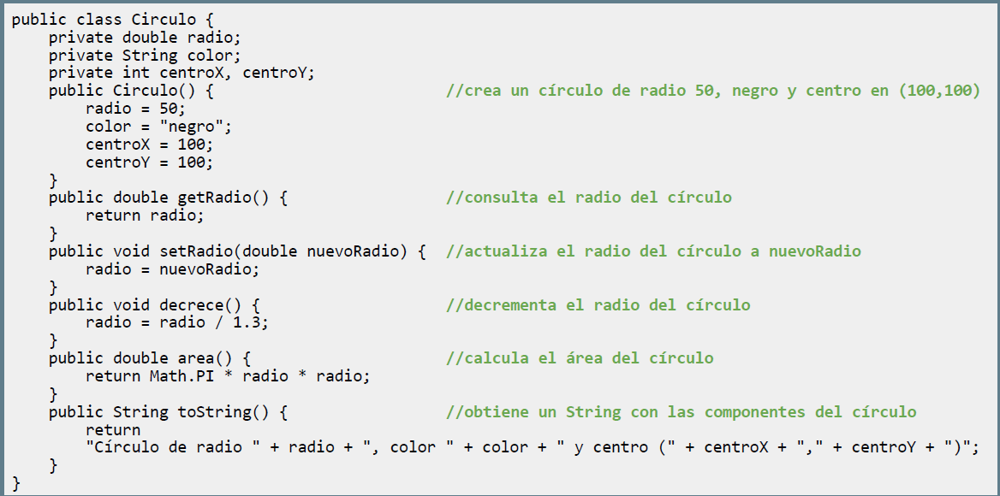 public class Circulo {
    private double radio;
    private String color;
    private int centroX, centroY;
    public Circulo() {                         //crea un círculo de radio 50, negro y centro en (100,100)
        radio = 50;
        color = "negro";
        centroX = 100;
        centroY = 100;
    }
    public double getRadio() {                 //consulta el radio del círculo
        return radio;
    }
    public void setRadio(double nuevoRadio) {  //actualiza el radio del círculo a nuevoRadio
        radio = nuevoRadio;
    }
    public void decrece() {                    //decrementa el radio del círculo
        radio = radio / 1.3;
    }
    public double area() {                     //calcula el área del círculo
        return Math.PI * radio * radio;
    }
    public String toString() {                 //obtiene un String con las componentes del círculo
        return
        "Círculo de radio " + radio + ", color " + color + " y centro (" + centroX + "," + centroY + ")";
    }
}